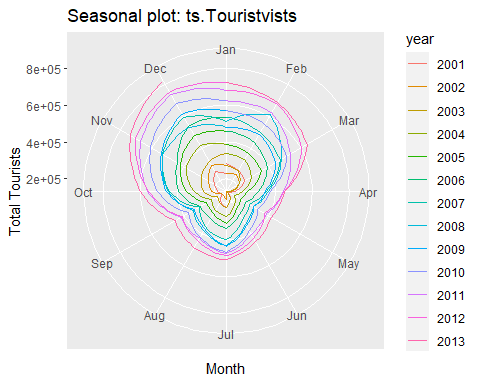 Seasonal plot: ts.Touristvists
Total Tourists
8e+05
6e+05
4e+05
2e+05
Jan
Feb
Mar
Apr
May
Jun
Jul
Aug
Sep
Oct
Nov
Dec
Month
year
2001
2002
2003
2004
2005
2006
2007
2008
2009
2010
2011
2012
2013